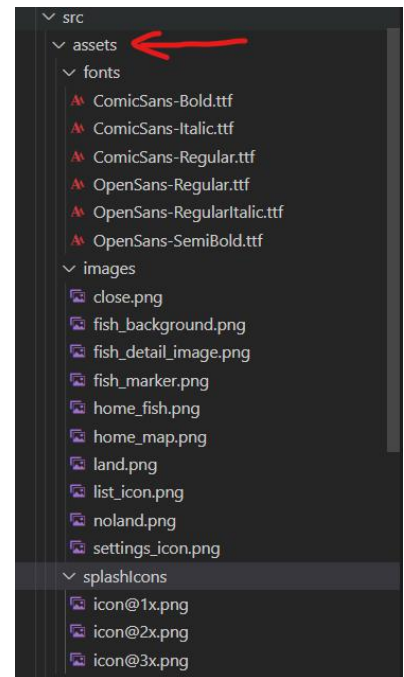 src
assets
fonts
ComicSans-Bold.ttf
ComicSans-Italic.ttf
ComicSans-Regular.ttf
OpenSans-Regular.ttf
OpenSans-RegularItalic.ttf
OpenSans-SemiBold.ttf
images
close.png
fish_background.png
fish_detail_image.png
fish_marker.png
home_fish.png
home_map.png
land.png
list_icon.png
noland.png
settings_icon.png
splashIcons
icon@1x.png
icon@2x.png
icon@3x.png